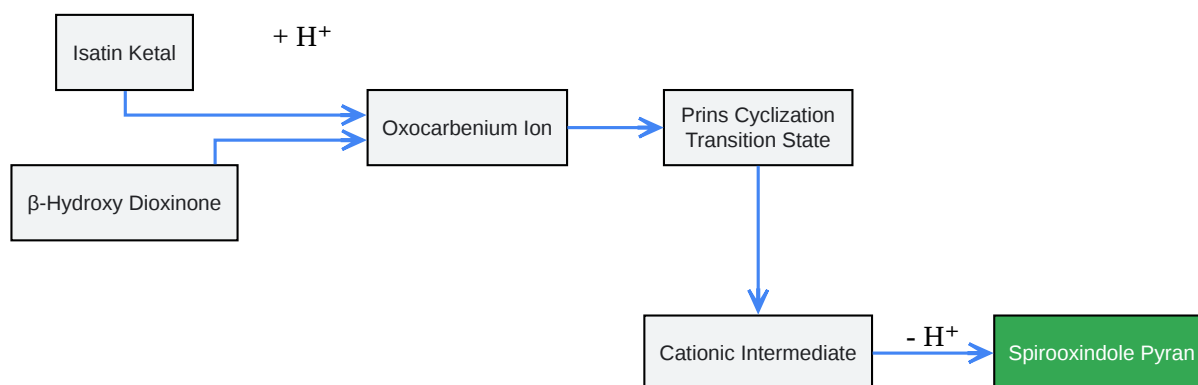 Isatin Ketal
+ H⁺
β-Hydroxy Dioxinone
Oxocarbenium Ion
Prins Cyclization
Transition State
Cationic Intermediate
- H⁺
Spirooxindole Pyran